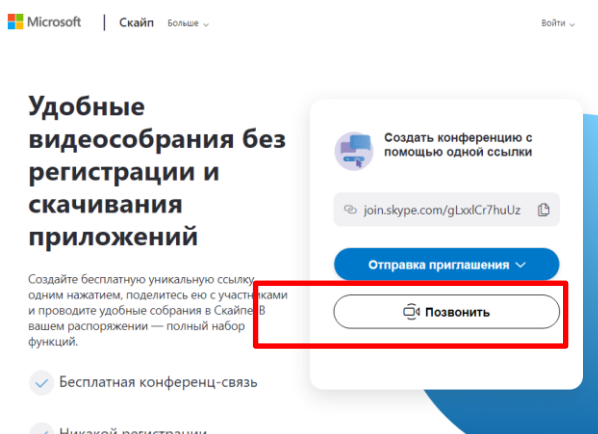 Microsoft | Скайп Больше Войти
Удобные
видеособрания без
регистрации и
скачивания
приложений
Создайте бесплатную уникальную ссылку
одним нажатием, поделитесь ею с участниками
и проводите удобные собрания в Скайпе. В
вашем распоряжении — полный набор
функций.
Бесплатная конференц-связь
Никакой регистрации
Создать конференцию с
помощью одной ссылки
join.skype.com/gLxxlCr7huUz
Отправка приглашения
Позвонить